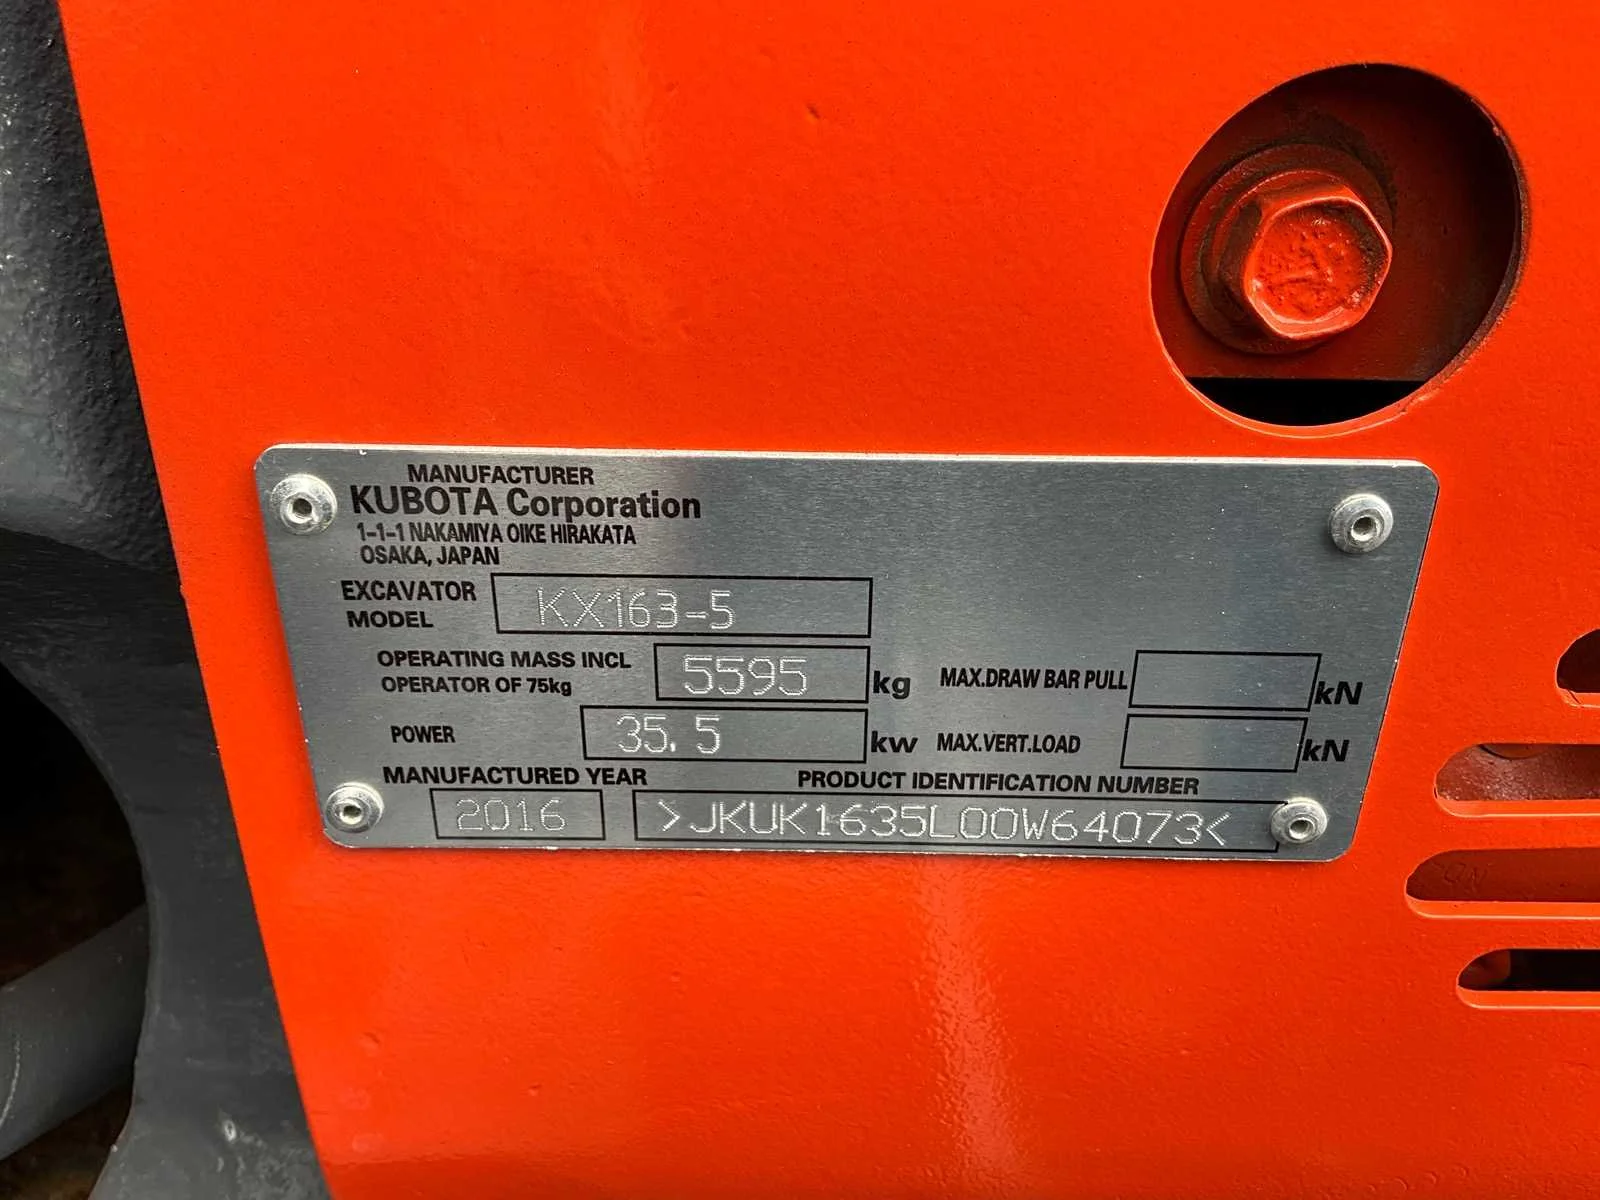 MANUFACTURER
KUBOTA Corporation
1-1-1 NAKAMIYA OIKE HIRAKATA
OSAKA, JAPAN
EXCAVATOR MODEL KX163-5
OPERATING MASS INCL OPERATOR OF 75kg 5595 kg MAX.DRAW BAR PULL kN
POWER 35.5 kw MAX.VERT.LOAD kN
MANUFACTURED YEAR PRODUCT IDENTIFICATION NUMBER
2016 >JKUK1635L00W64073<